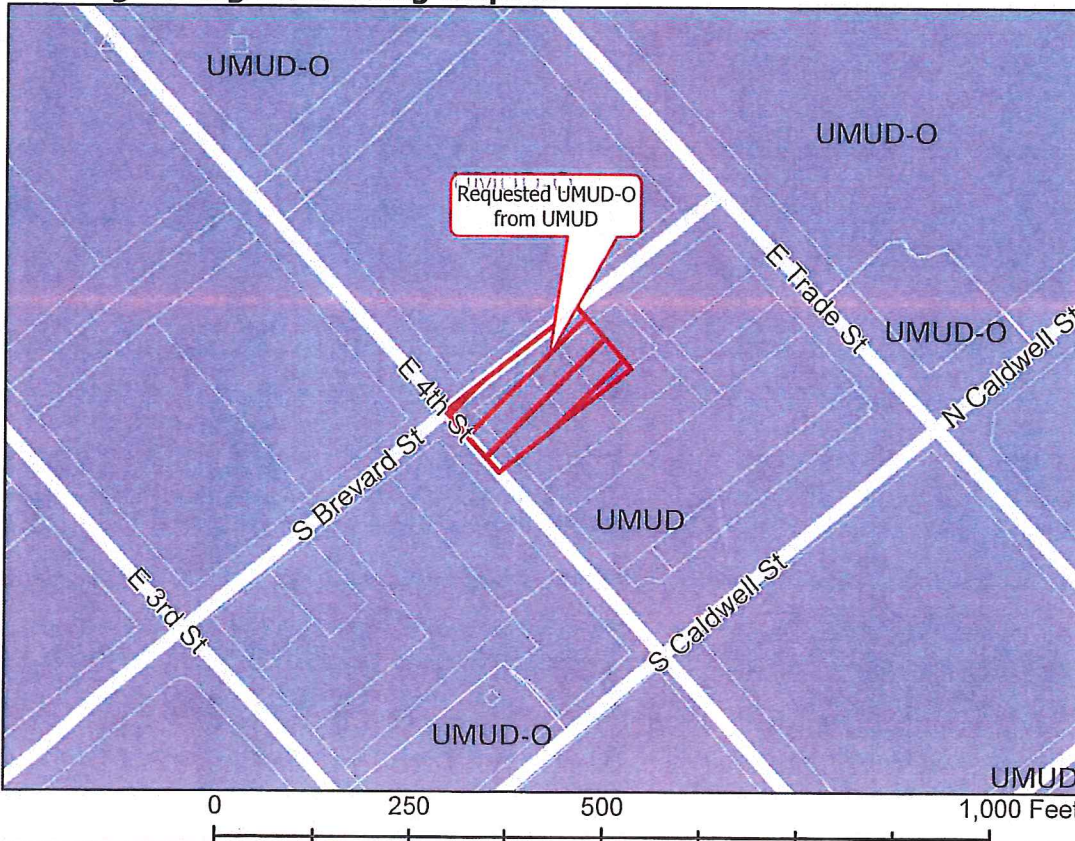 UMUD-O
UMUD-O
Requested UMUD-O
from UMUD
E Trade St
UMUD-O
N Caldwell St
E 4th St
S Brevard St
UMUD
E 3rd St
S Caldwell St
UMUD-O
UMUD
0 250 500 1,000 Feet